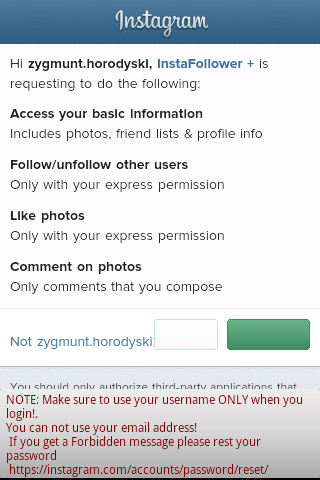 Instagram
Hi zygmunt.horodyski, InstaFollower + is
requesting to do the following:
Access your basic information
Includes photos, friend lists & profile info
Follow/unfollow other users
Only with your express permission
Like photos
Only with your express permission
Comment on photos
Only comments that you compose
Not zygmunt.horodyski
You should only authorize third-party applications that
NOTE: Make sure to use your username ONLY when you
login!.
You can not use your email address!
If you get a Forbidden message please rest your
password
https://instagram.com/accounts/password/reset/